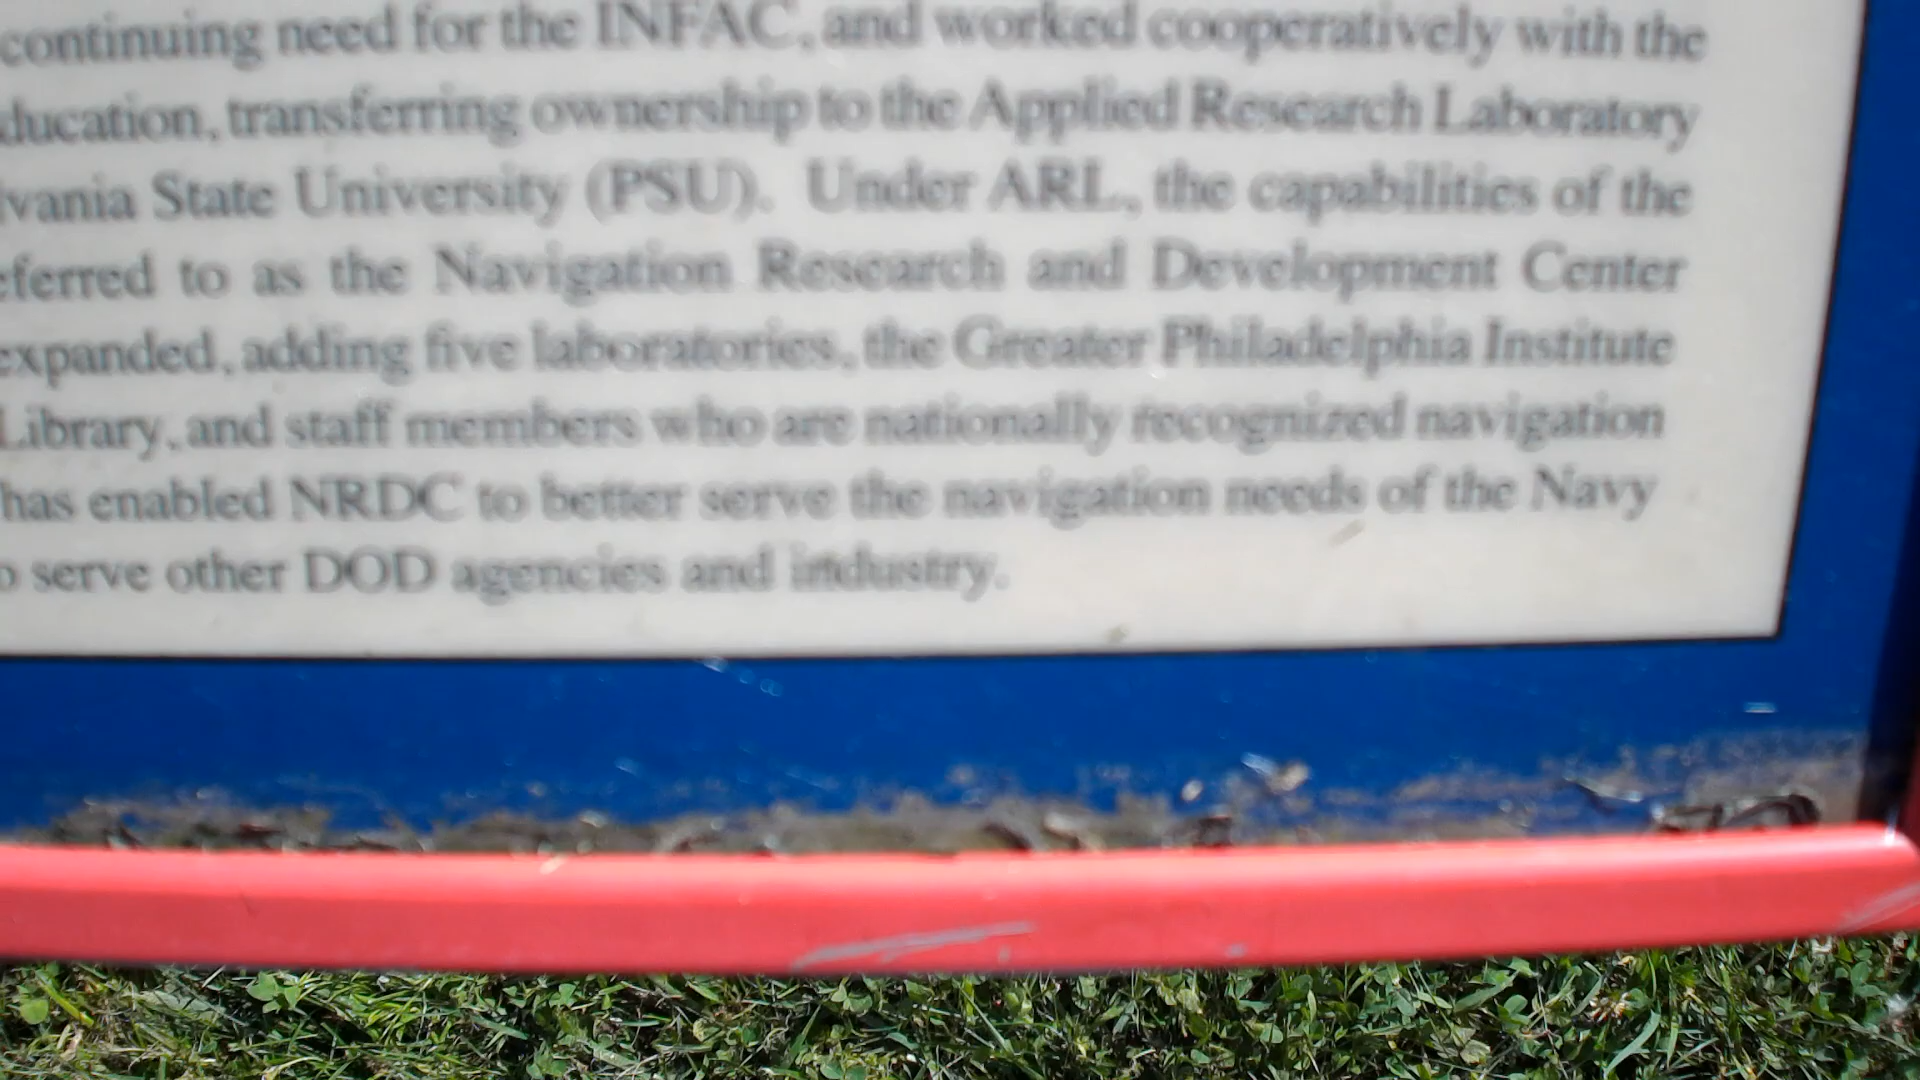 continuing need for the INFAC, and worked cooperatively with the
ducation, transferring ownership to the Applied Research Laboratory
lvania State University (PSU). Under ARL, the capabilities of the
eferred to as the Navigation Research and Development Center
expanded, adding five laboratories, the Greater Philadelphia Institute
Library, and staff members who are nationally recognized navigation
has enabled NRDC to better serve the navigation needs of the Navy
o serve other DOD agencies and industry.